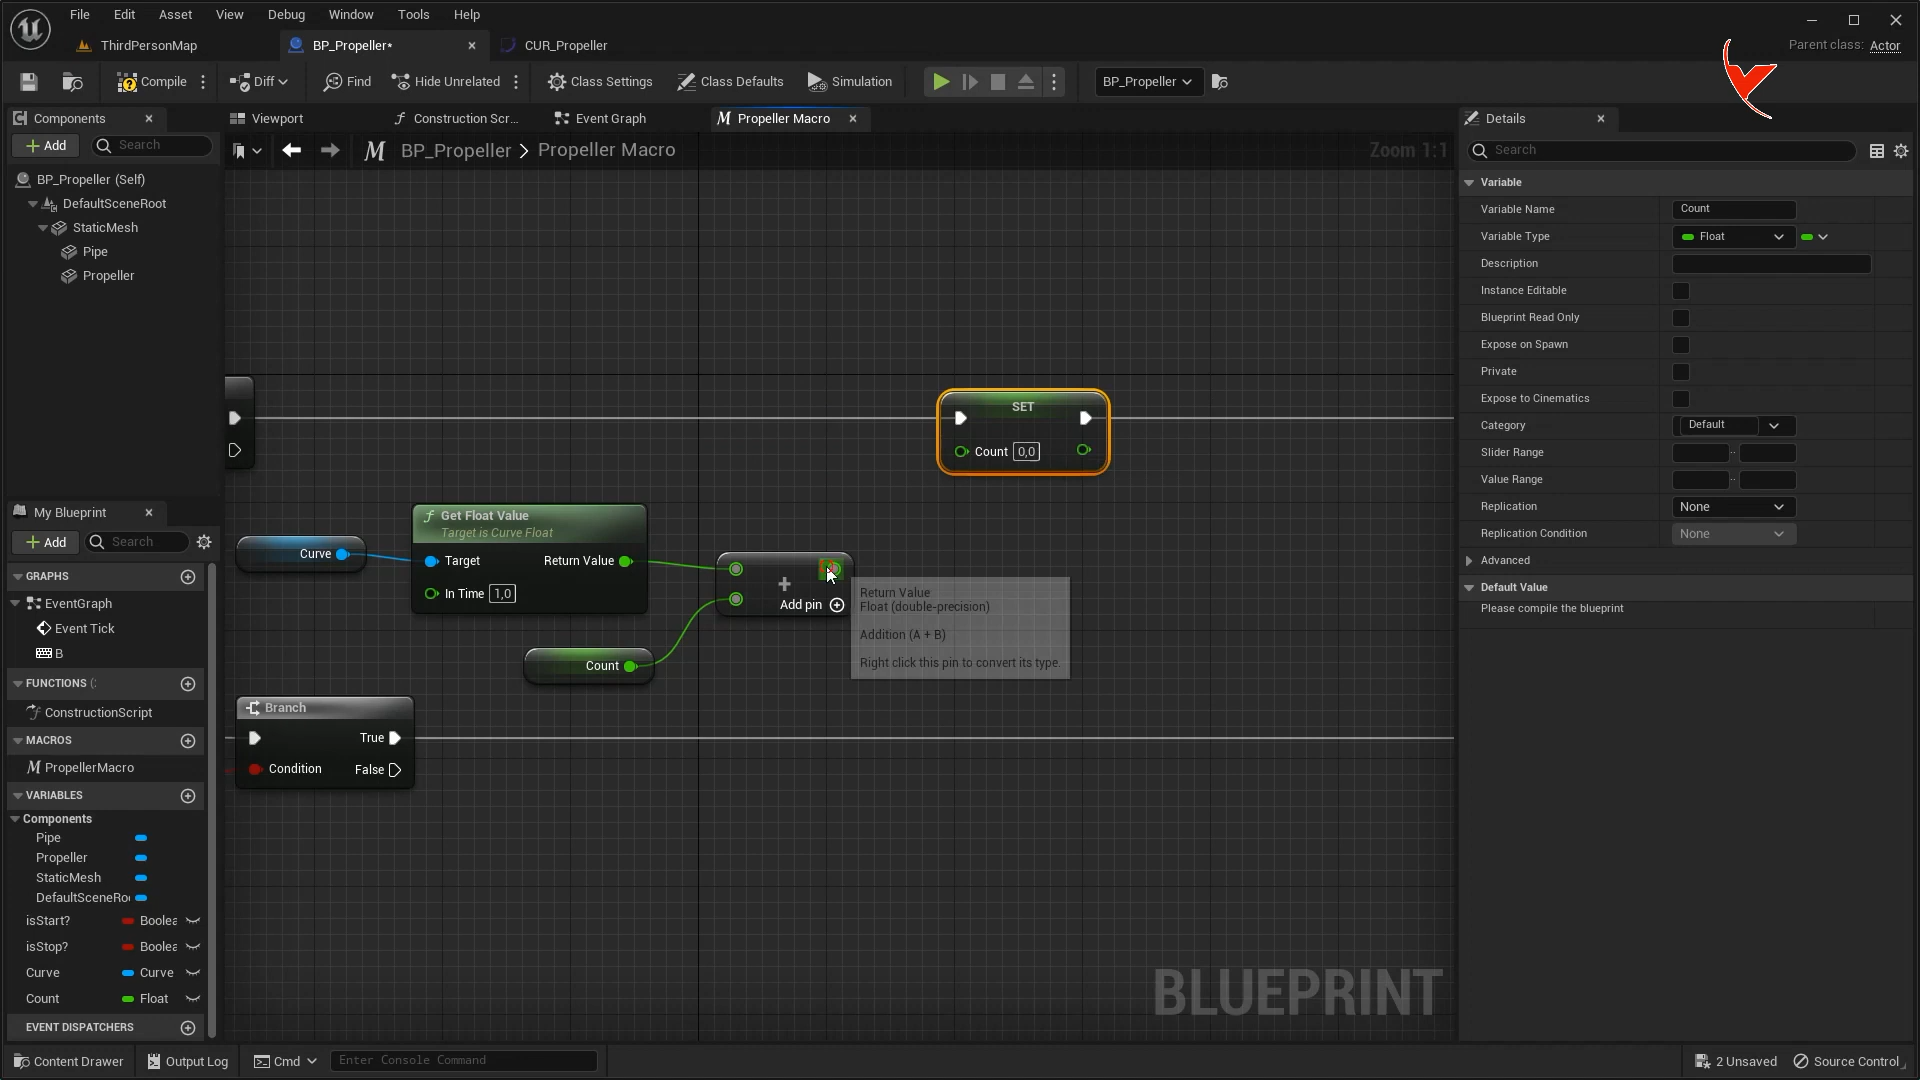 File Edit Asset View Debug Window Tools Help
ThirdPersonMap BP_Propeller* CUR_Propeller
Parent class: Actor
Compile Diff Find Hide Unrelated Class Settings Class Defaults Simulation BP_Propeller
Components
Add Search
BP_Propeller (Self)
DefaultSceneRoot
StaticMesh
Pipe
Propeller
Viewport Construction Scr... Event Graph Propeller Macro
BP_Propeller > Propeller Macro
Zoom 1:1
SET
Count 0,0
Get Float Value
Target is Curve Float
Curve Target Return Value
In Time 1,0
Add pin
Count
Return Value
Float (double-precision)
Addition (A + B)
Right click this pin to convert its type.
Branch
True
Condition False
BLUEPRINT
My Blueprint
Add Search
GRAPHS
EventGraph
Event Tick
B
FUNCTIONS (
ConstructionScript
MACROS
PropellerMacro
VARIABLES
Components
Pipe
Propeller
StaticMesh
DefaultSceneRo
isStart? Boolea
isStop? Boolea
Curve Curve
Count Float
EVENT DISPATCHERS
Details
Search
Variable
Variable Name Count
Variable Type Float
Description
Instance Editable
Blueprint Read Only
Expose on Spawn
Private
Expose to Cinematics
Category Default
Slider Range
Value Range
Replication None
Replication Condition None
Advanced
Default Value
Please compile the blueprint
Content Drawer Output Log Cmd Enter Console Command 2 Unsaved Source Control